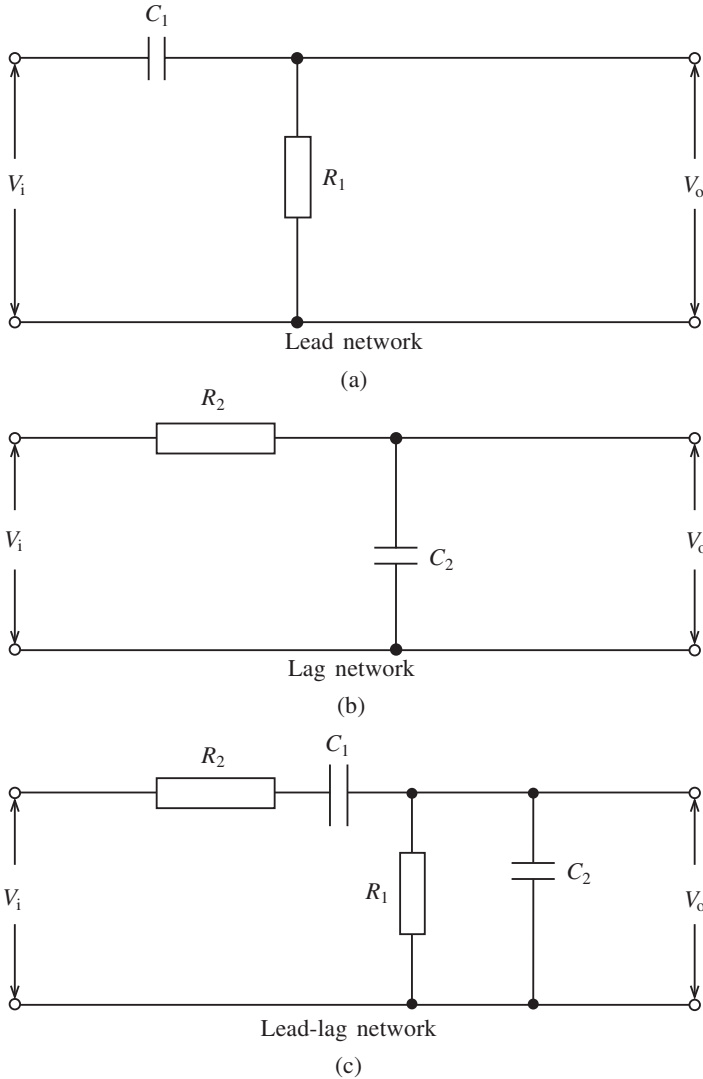 C₁
Vᵢ
R₁
Vₒ
Lead network
(a)
R₂
Vᵢ
C₂
Vₒ
Lag network
(b)
C₁
R₂
Vᵢ
R₁
C₂
Vₒ
Lead-lag network
(c)